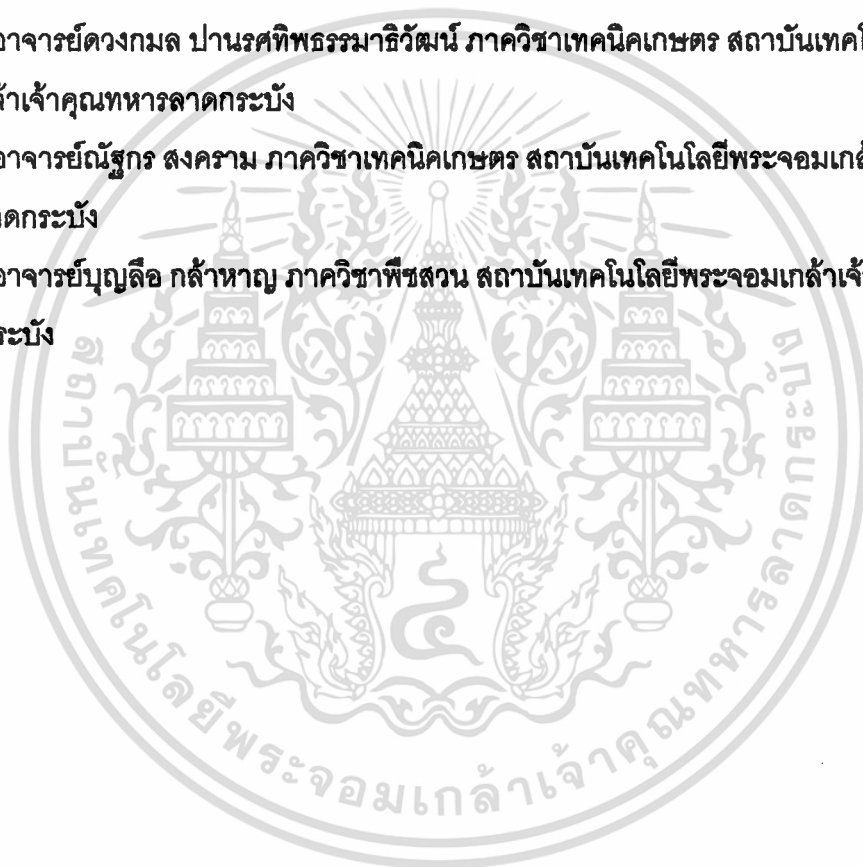 อาจารย์ดวงกมล ปานรศทิพธรรมาธิวัฒน์ ภาควิชาเทคนิคเกษตร สถาบันเทคโ
ล้าเจ้าคุณทหารลาดกระบัง
อาจารย์ณัฐกร สงคราม ภาควิชาเทคนิคเกษตร สถาบันเทคโนโลยีพระจอมเกล้
าดกระบัง
อาจารย์บุญลือ กล้าหาญ ภาควิชาพืชสวน สถาบันเทคโนโลยีพระจอมเกล้าเจ้
ระบัง
สถาบันเทคโนโลยีพระจอมเกล้าเจ้าคุณทหารลาดกระบัง
๔